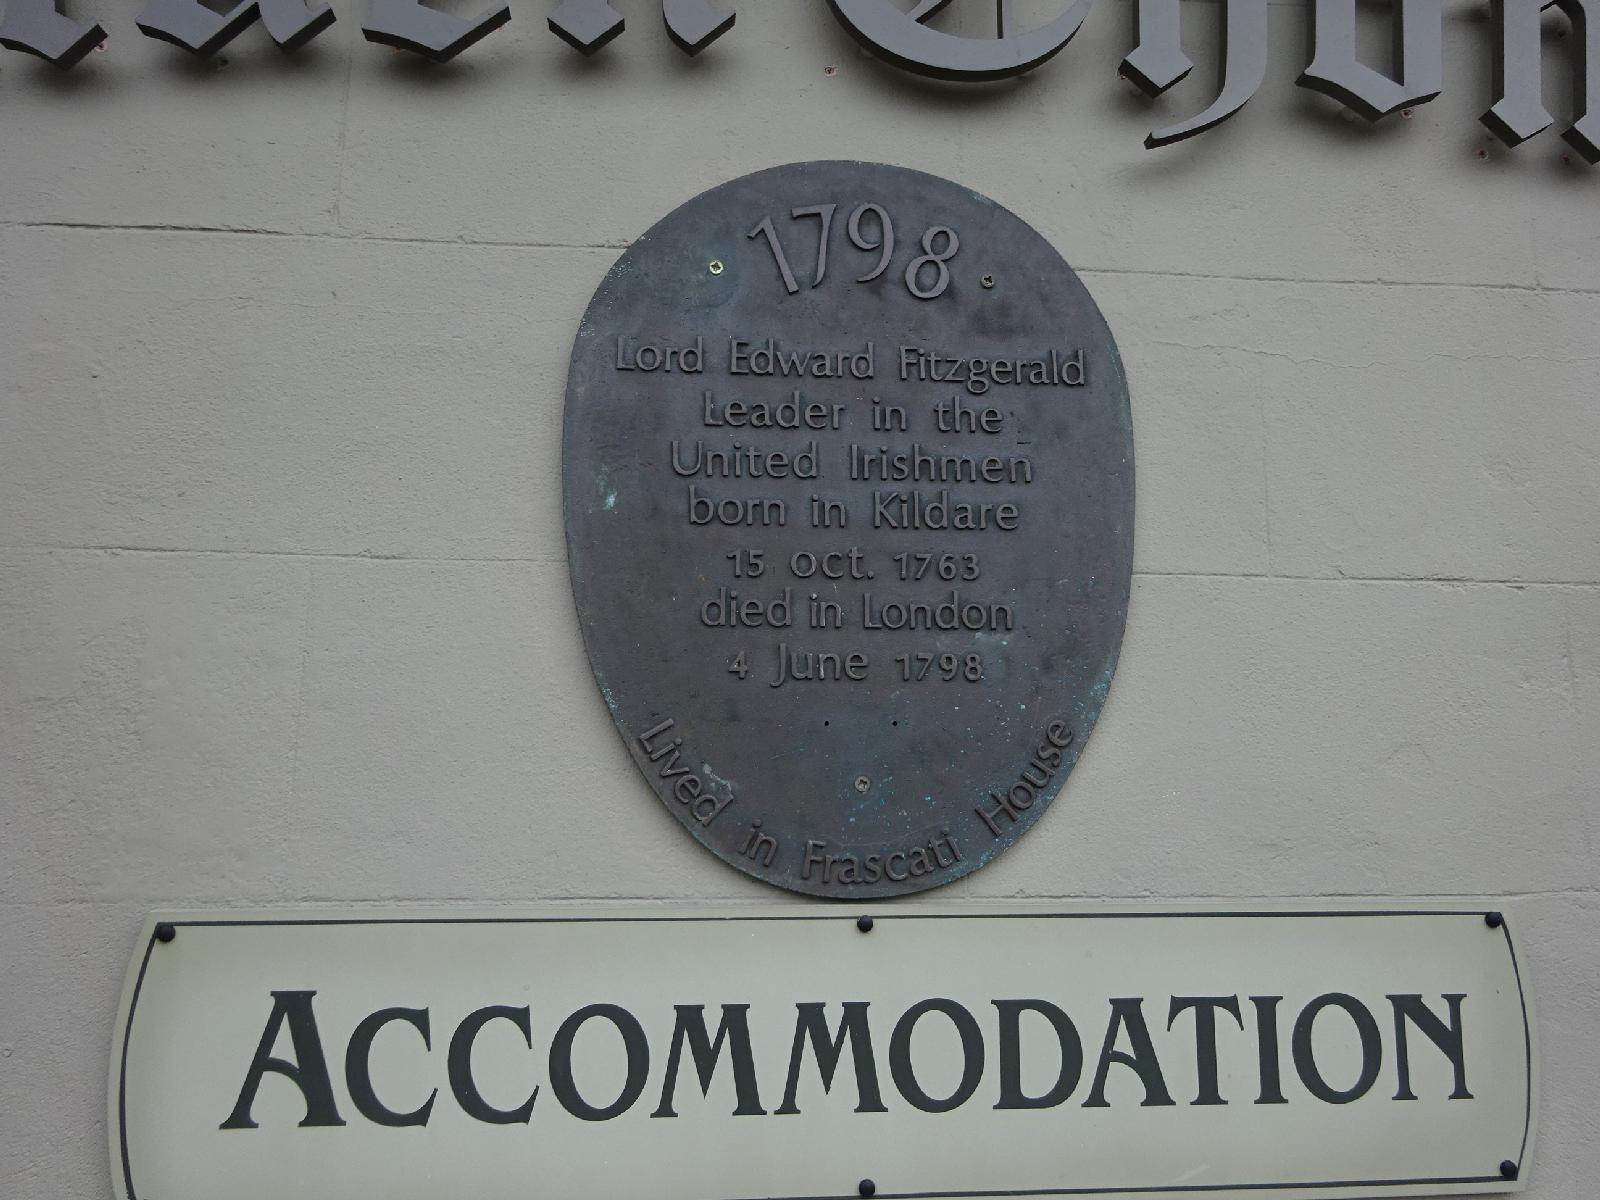 1798
Lord Edward Fitzgerald
Leader in the
United Irishmen
born in Kildare
15 oct. 1763
died in London
4 June 1798
Lived in Frascati House
ACCOMMODATION